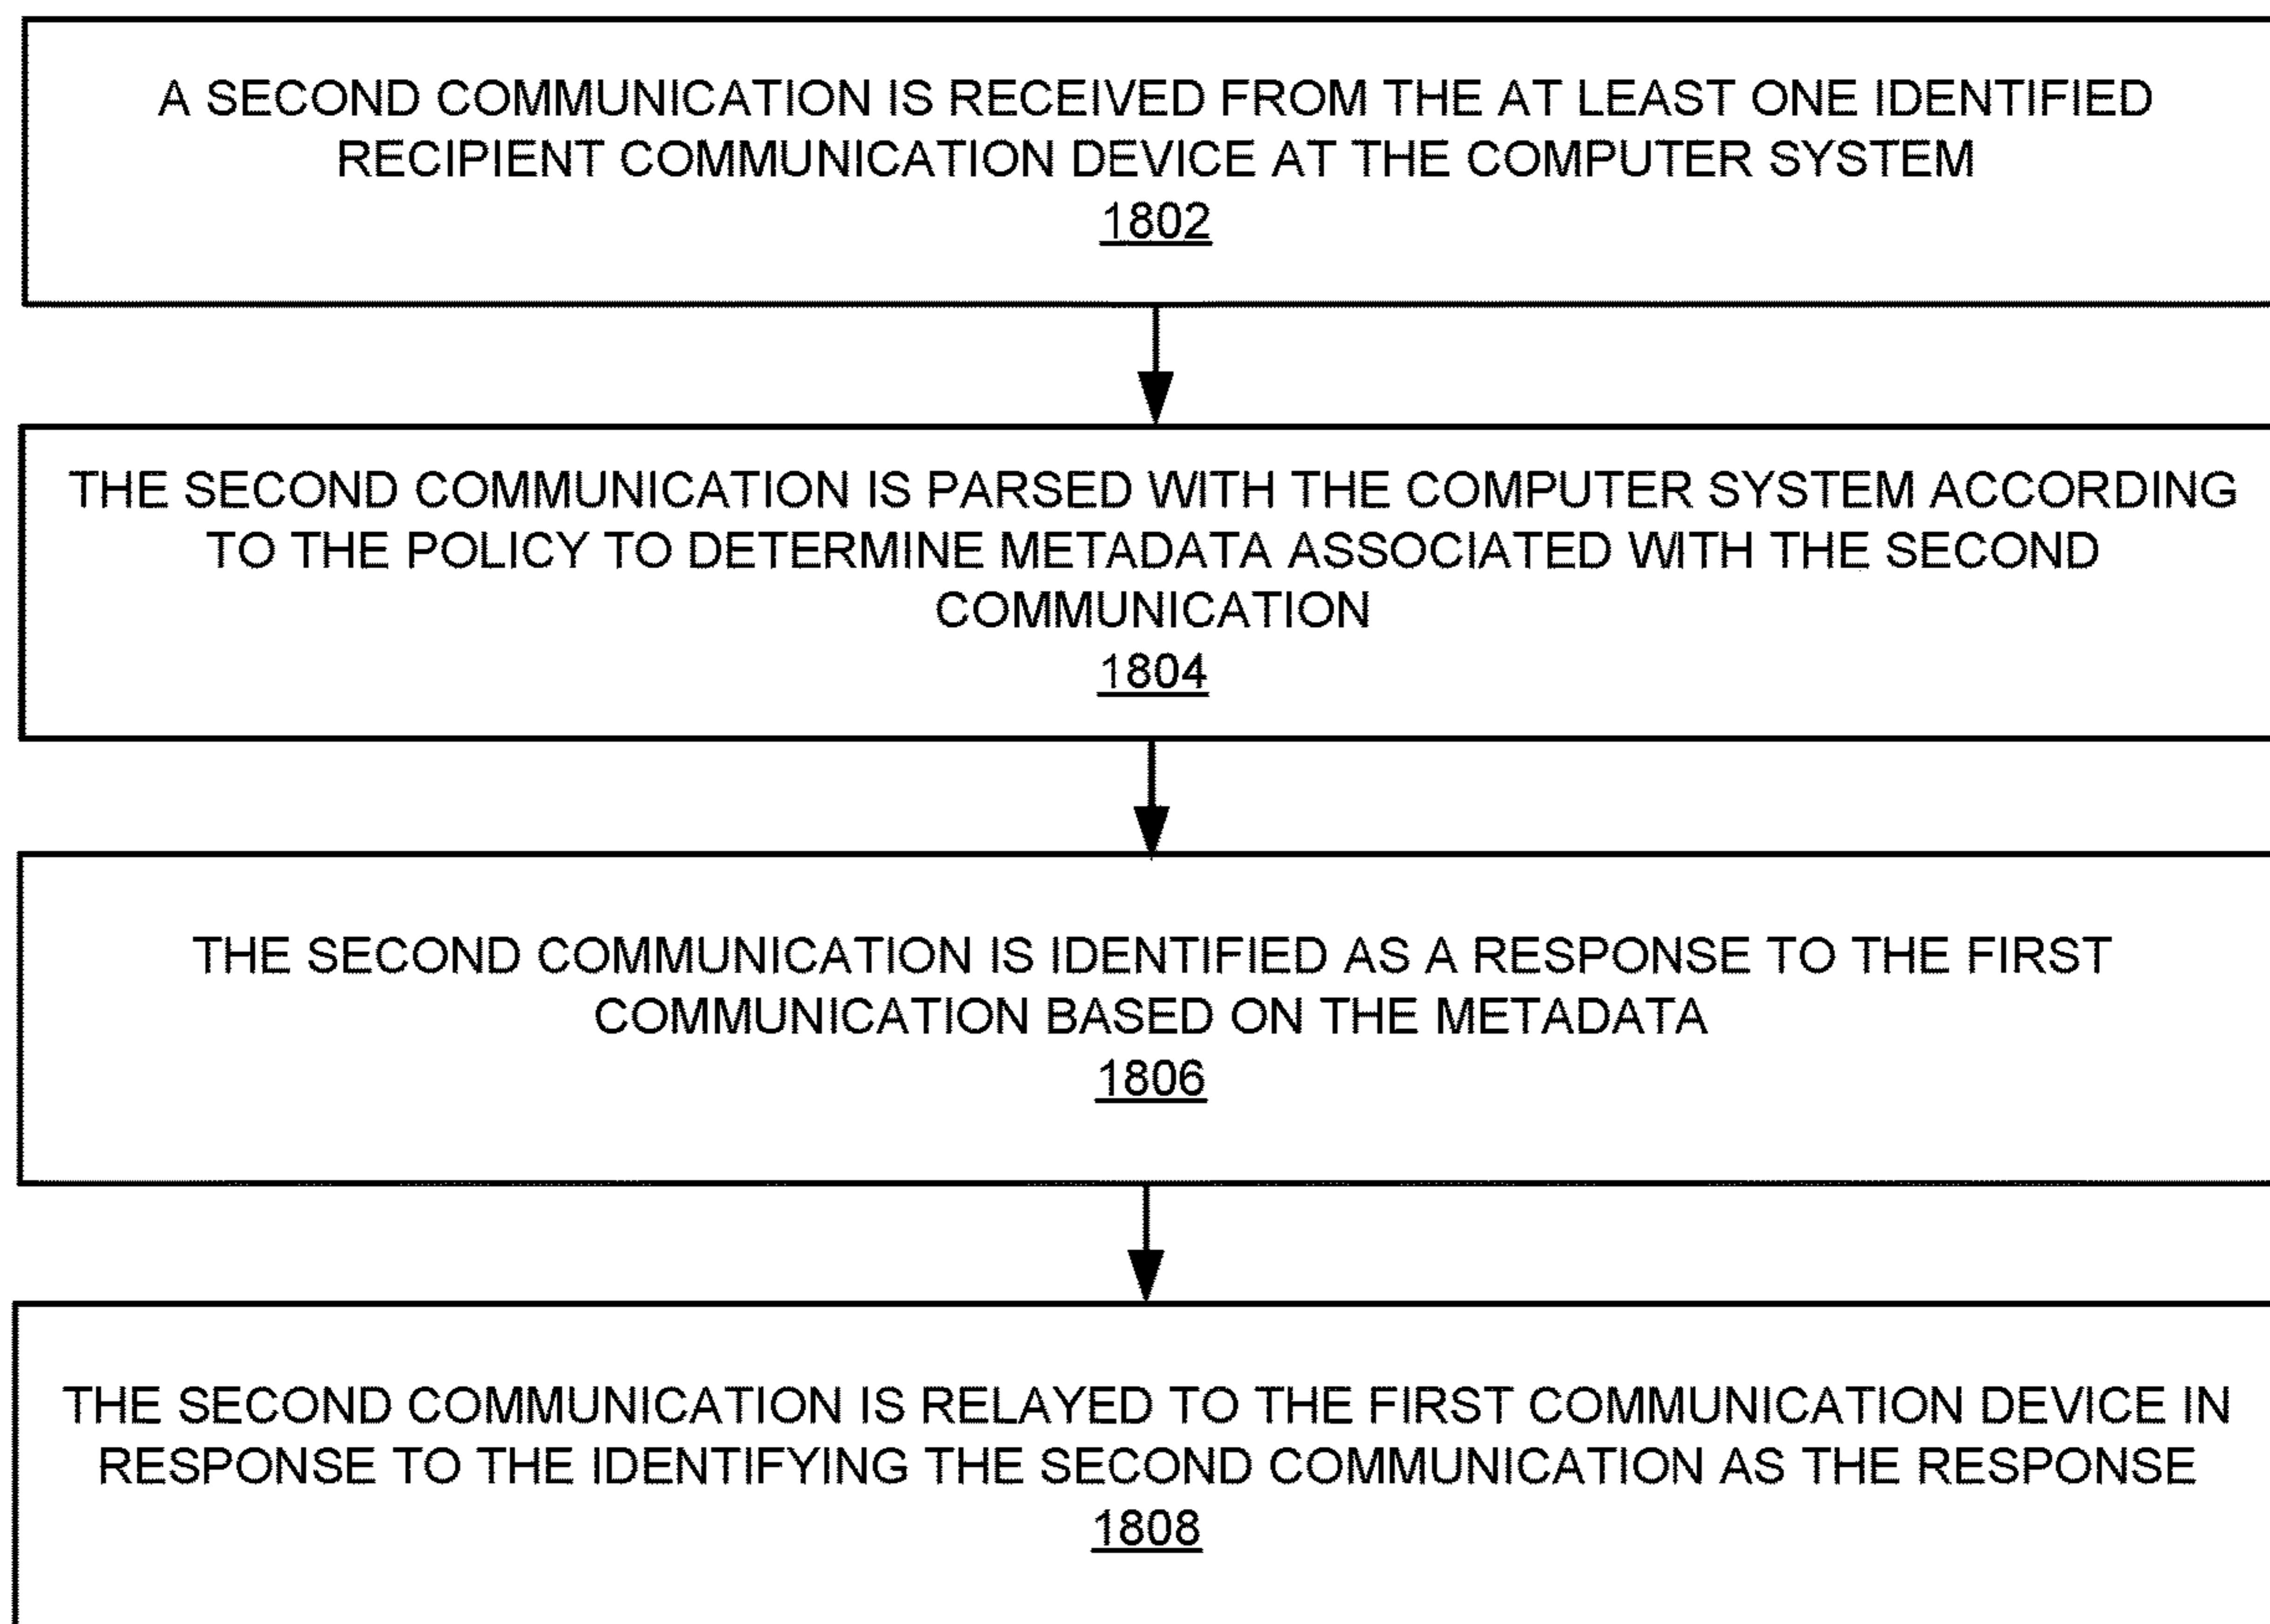 A SECOND COMMUNICATION IS RECEIVED FROM THE AT LEAST ONE IDENTIFIED
RECIPIENT COMMUNICATION DEVICE AT THE COMPUTER SYSTEM
1802
THE SECOND COMMUNICATION IS PARSED WITH THE COMPUTER SYSTEM ACCORDING
TO THE POLICY TO DETERMINE METADATA ASSOCIATED WITH THE SECOND
COMMUNICATION
1804
THE SECOND COMMUNICATION IS IDENTIFIED AS A RESPONSE TO THE FIRST
COMMUNICATION BASED ON THE METADATA
1806
THE SECOND COMMUNICATION IS RELAYED TO THE FIRST COMMUNICATION DEVICE IN
RESPONSE TO THE IDENTIFYING THE SECOND COMMUNICATION AS THE RESPONSE
1808